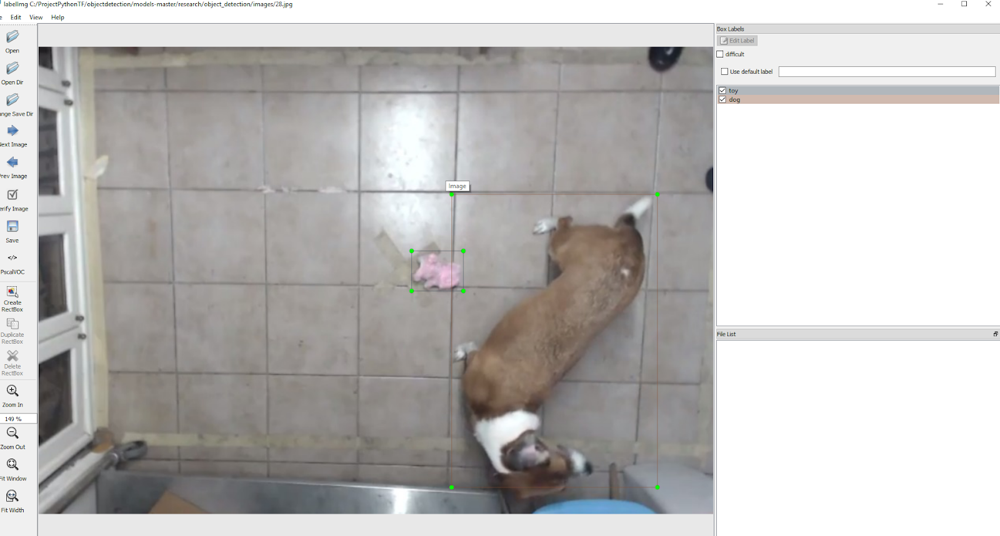 labelImg C:/ProjectPythonTF/objectdetection/models-master/research/object_detection/images/28.jpg
e Edit View Help
Open
Open Dir
ange Save Dir
Next Image
Prev Image
erify Image
Save
</>
PscalVOC
Create
RectBox
Duplicate
RectBox
Delete
RectBox
Zoom In
149 %
Zoom Out
Fit Window
Fit Width
Image
Box Labels
Edit Label
difficult
Use default label
toy
dog
File List